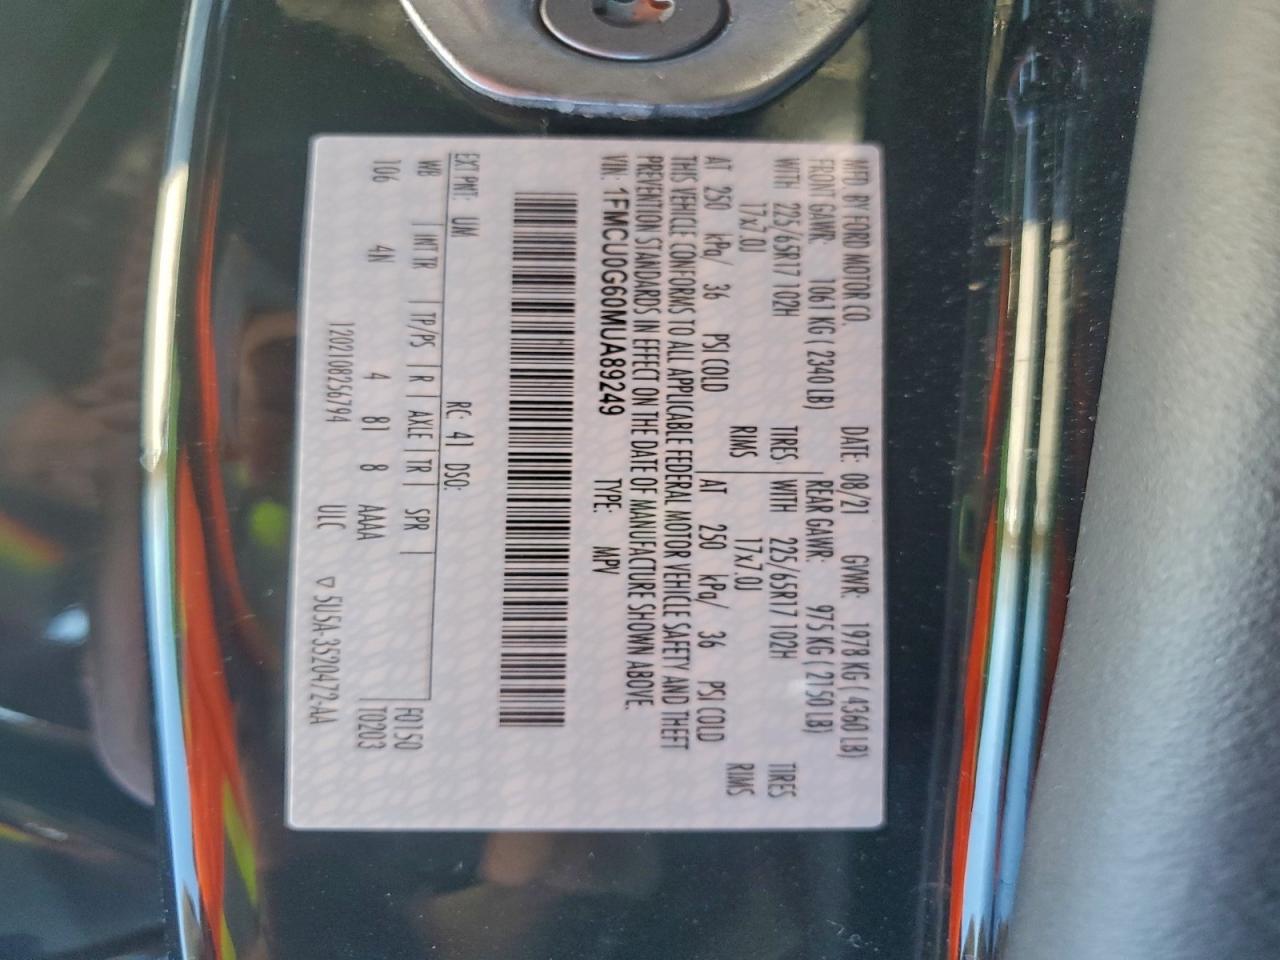 MFD. BY FORD MOTOR CO. DATE: 08/21 GVWR: 1978 KG ( 4360 LB)
FRONT GAWR: 1061 KG ( 2340 LB) REAR GAWR: 975 KG ( 2150 LB)
WITH 225/65R17 102H TIRES WITH 225/65R17 102H TIRES
17x7.0J RIMS 17x7.0J RIMS
AT 250 kPa/ 36 PSI COLD AT 250 kPa/ 36 PSI COLD
THIS VEHICLE CONFORMS TO ALL APPLICABLE FEDERAL MOTOR VEHICLE SAFETY AND THEFT
PREVENTION STANDARDS IN EFFECT ON THE DATE OF MANUFACTURE SHOWN ABOVE.
VIN: 1FMCU0G60MUA89249 TYPE: MPV
EXT PNT: UM RC: 41 DSO:
WB INT TR TP/PS R AXLE TR SPR F0150
106 4N 4 81 8 AAAA T0203
1202108256794 ULC ▽ 5U5A-3520472-AA